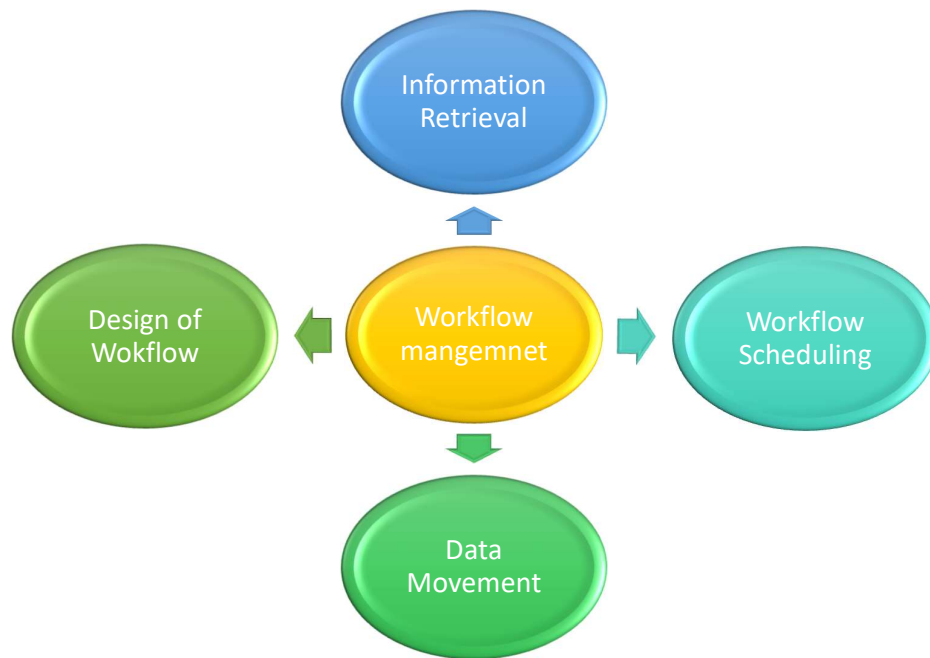 Information
Retrieval
Design of
Wokflow
Workflow
mangemnet
Workflow
Scheduling
Data
Movement